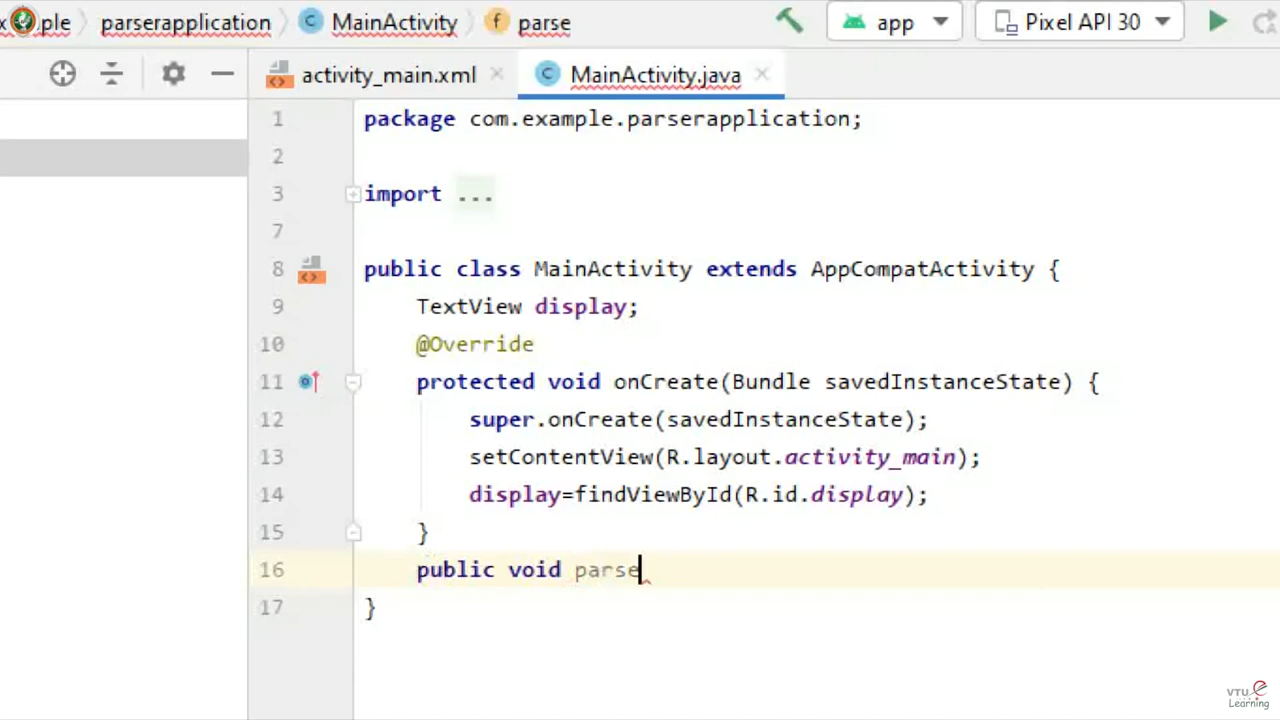 ple parserapplication MainActivity parse app Pixel API 30
activity_main.xml MainActivity.java
1 package com.example.parserapplication;
2
3 import ...
7
8 public class MainActivity extends AppCompatActivity {
9 TextView display;
10 @Override
11 protected void onCreate(Bundle savedInstanceState) {
12 super.onCreate(savedInstanceState);
13 setContentView(R.layout.activity_main);
14 display=findViewById(R.id.display);
15 }
16 public void parse
17 }
VTU e
Learning